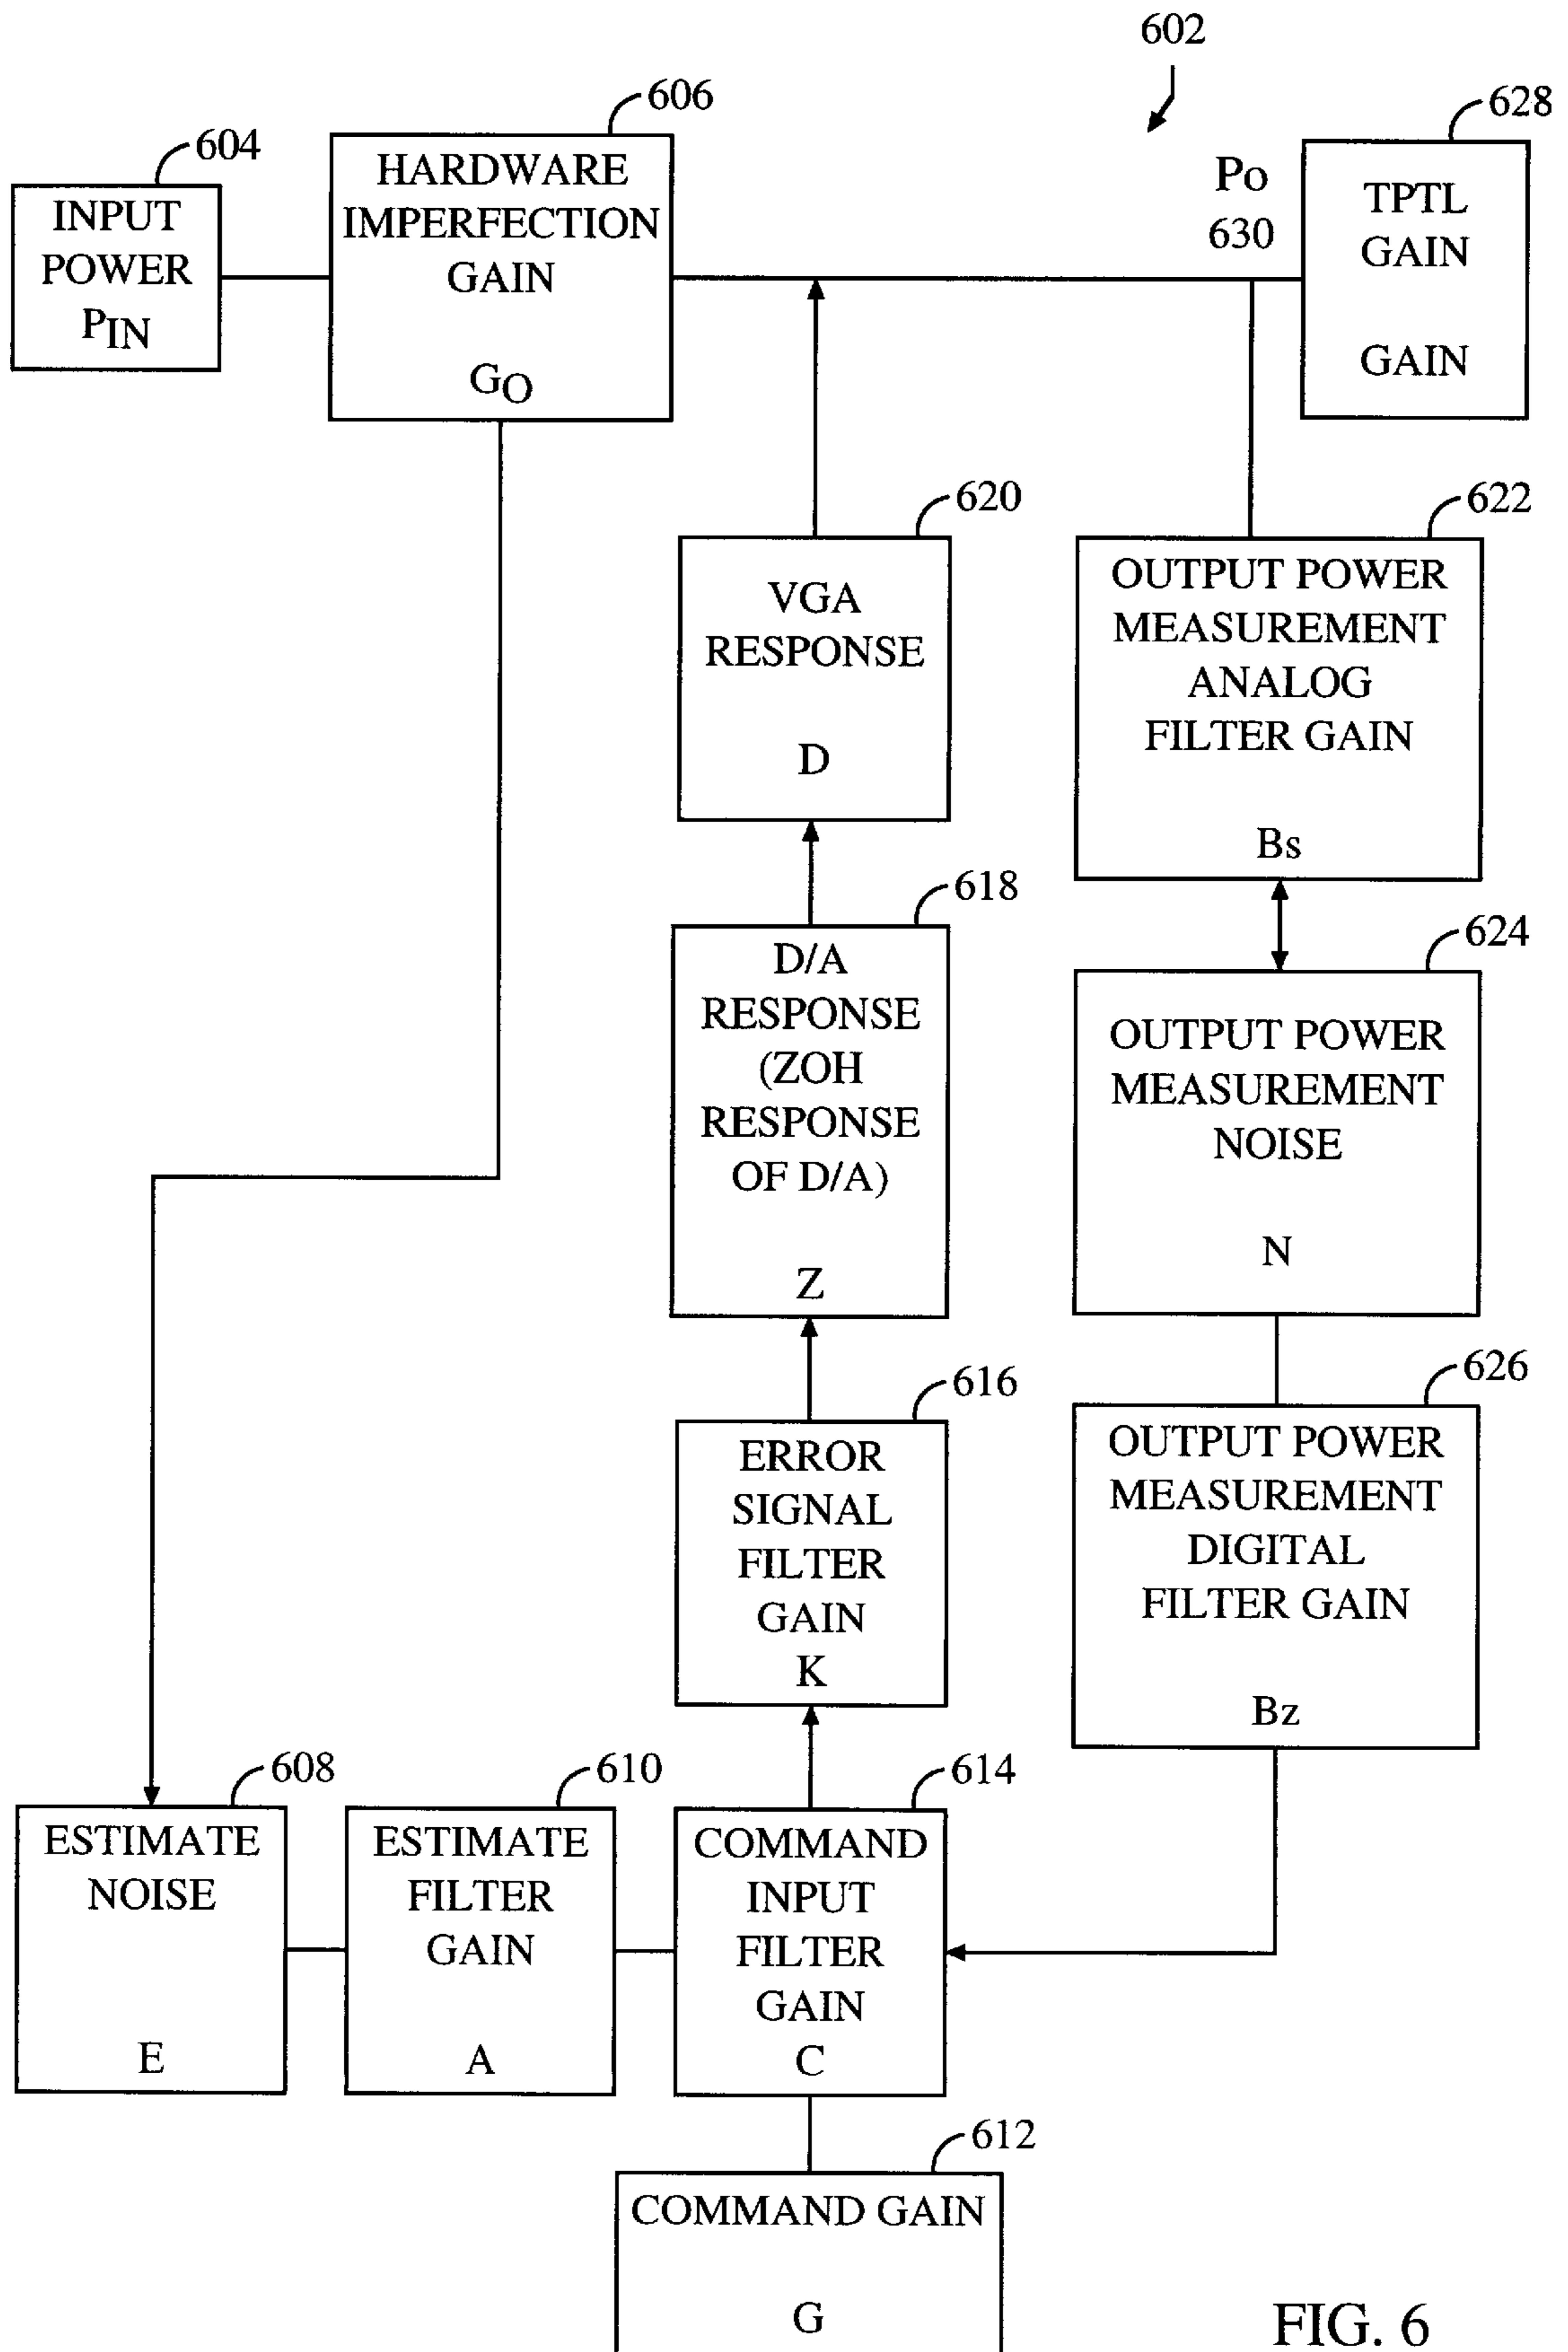 602
606
628
604
HARDWARE
IMPERFECTION
GAIN
GO
INPUT
POWER
PIN
Po
630
TPTL
GAIN
GAIN
620
622
VGA
RESPONSE
D
OUTPUT POWER
MEASUREMENT
ANALOG
FILTER GAIN
Bs
618
624
D/A
RESPONSE
(ZOH
RESPONSE
OF D/A)
Z
OUTPUT POWER
MEASUREMENT
NOISE
N
616
626
ERROR
SIGNAL
FILTER
GAIN
K
OUTPUT POWER
MEASUREMENT
DIGITAL
FILTER GAIN
Bz
608
610
614
ESTIMATE
NOISE
E
ESTIMATE
FILTER
GAIN
A
COMMAND
INPUT
FILTER
GAIN
C
612
COMMAND GAIN
G
FIG. 6